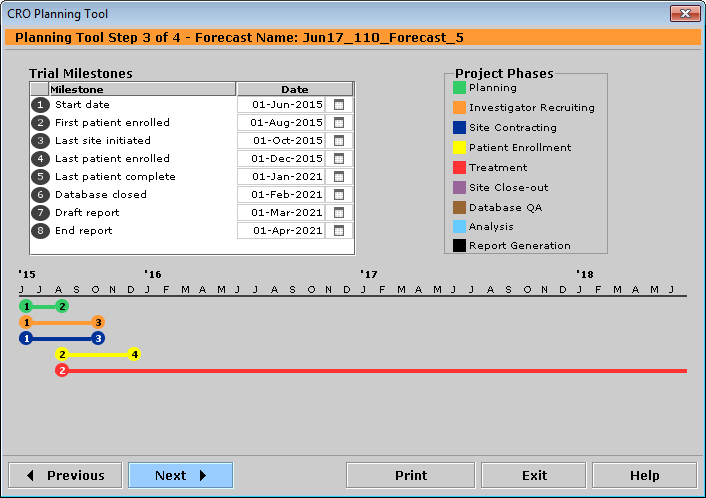 CRO Planning Tool
Planning Tool Step 3 of 4 - Forecast Name: Jun17_110_Forecast_5
Trial Milestones
Milestone Date
1 Start date 01-Jun-2015
2 First patient enrolled 01-Aug-2015
3 Last site initiated 01-Oct-2015
4 Last patient enrolled 01-Dec-2015
5 Last patient complete 01-Jan-2021
6 Database closed 01-Feb-2021
7 Draft report 01-Mar-2021
8 End report 01-Apr-2021
Project Phases
Planning
Investigator Recruiting
Site Contracting
Patient Enrollment
Treatment
Site Close-out
Database QA
Analysis
Report Generation
'15 '16 '17 '18
J J A S O N D J F M A M J J A S O N D J F M A M J J A S O N D J F M A M J
1 2
1 3
1 3
2 4
2
Previous Next Print Exit Help